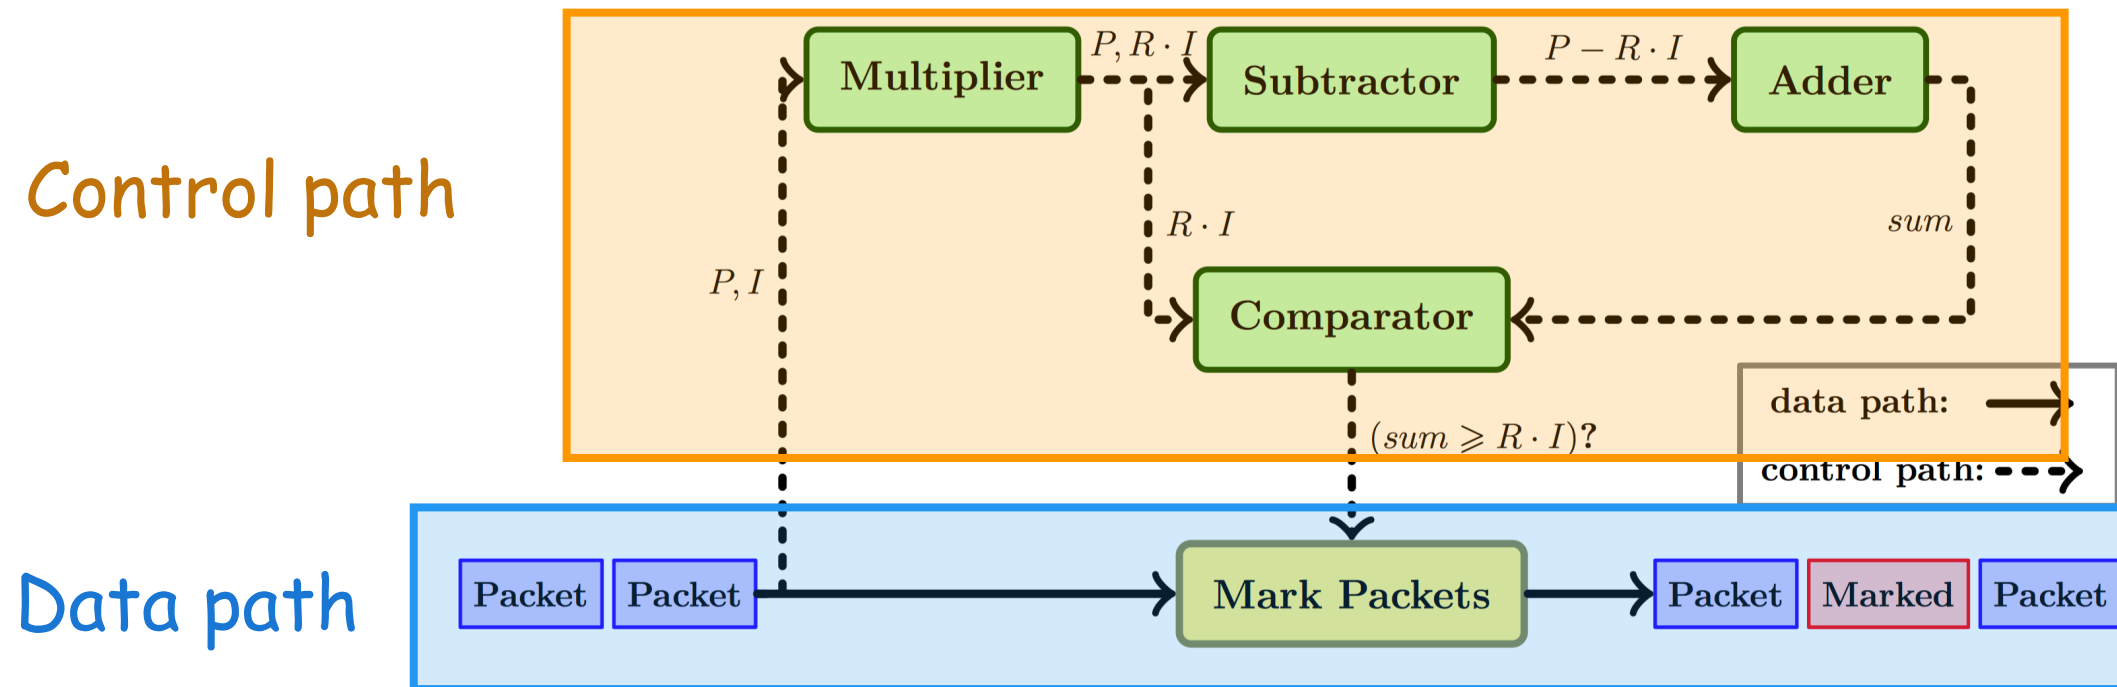 P, R · I
P − R · I
Multiplier
Subtractor
Adder
Control path
R · I
sum
P, I
Comparator
data path:
(sum ⩾ R · I)?
control path:
Data path
Packet
Packet
Mark Packets
Packet
Marked
Packet